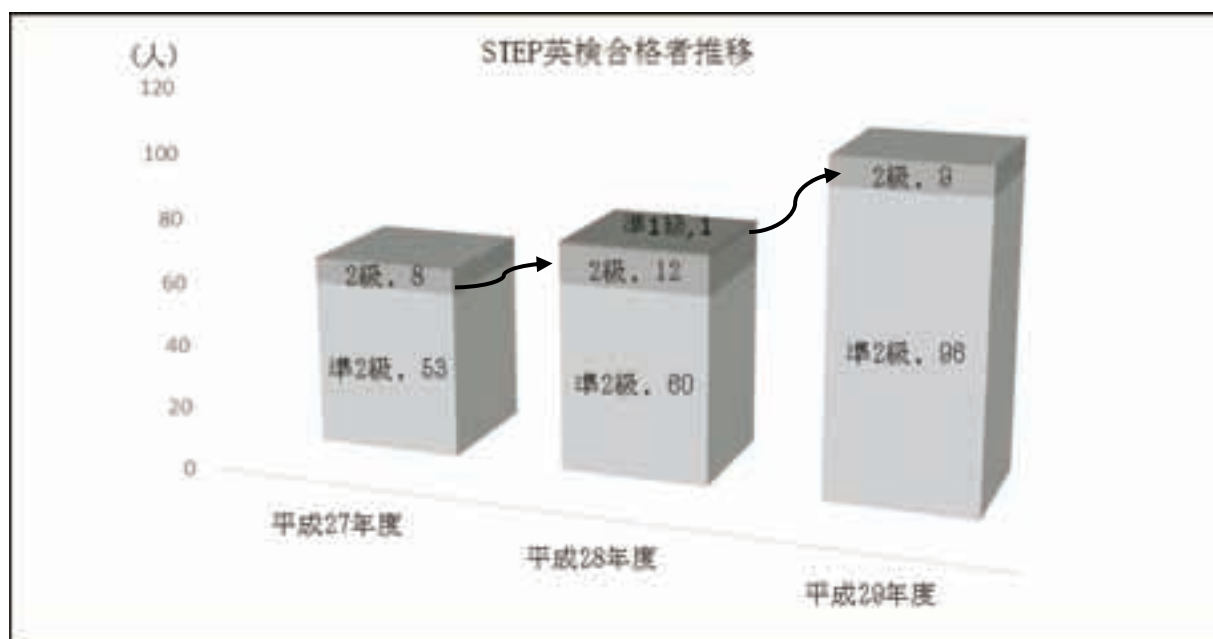 STEP英検合格者推移
(人)
120
100
80
60
40
20
0
2級, 8
準2級, 53
準1級,1
2級, 12
準2級, 60
2級, 9
準2級, 96
平成27年度
平成28年度
平成29年度